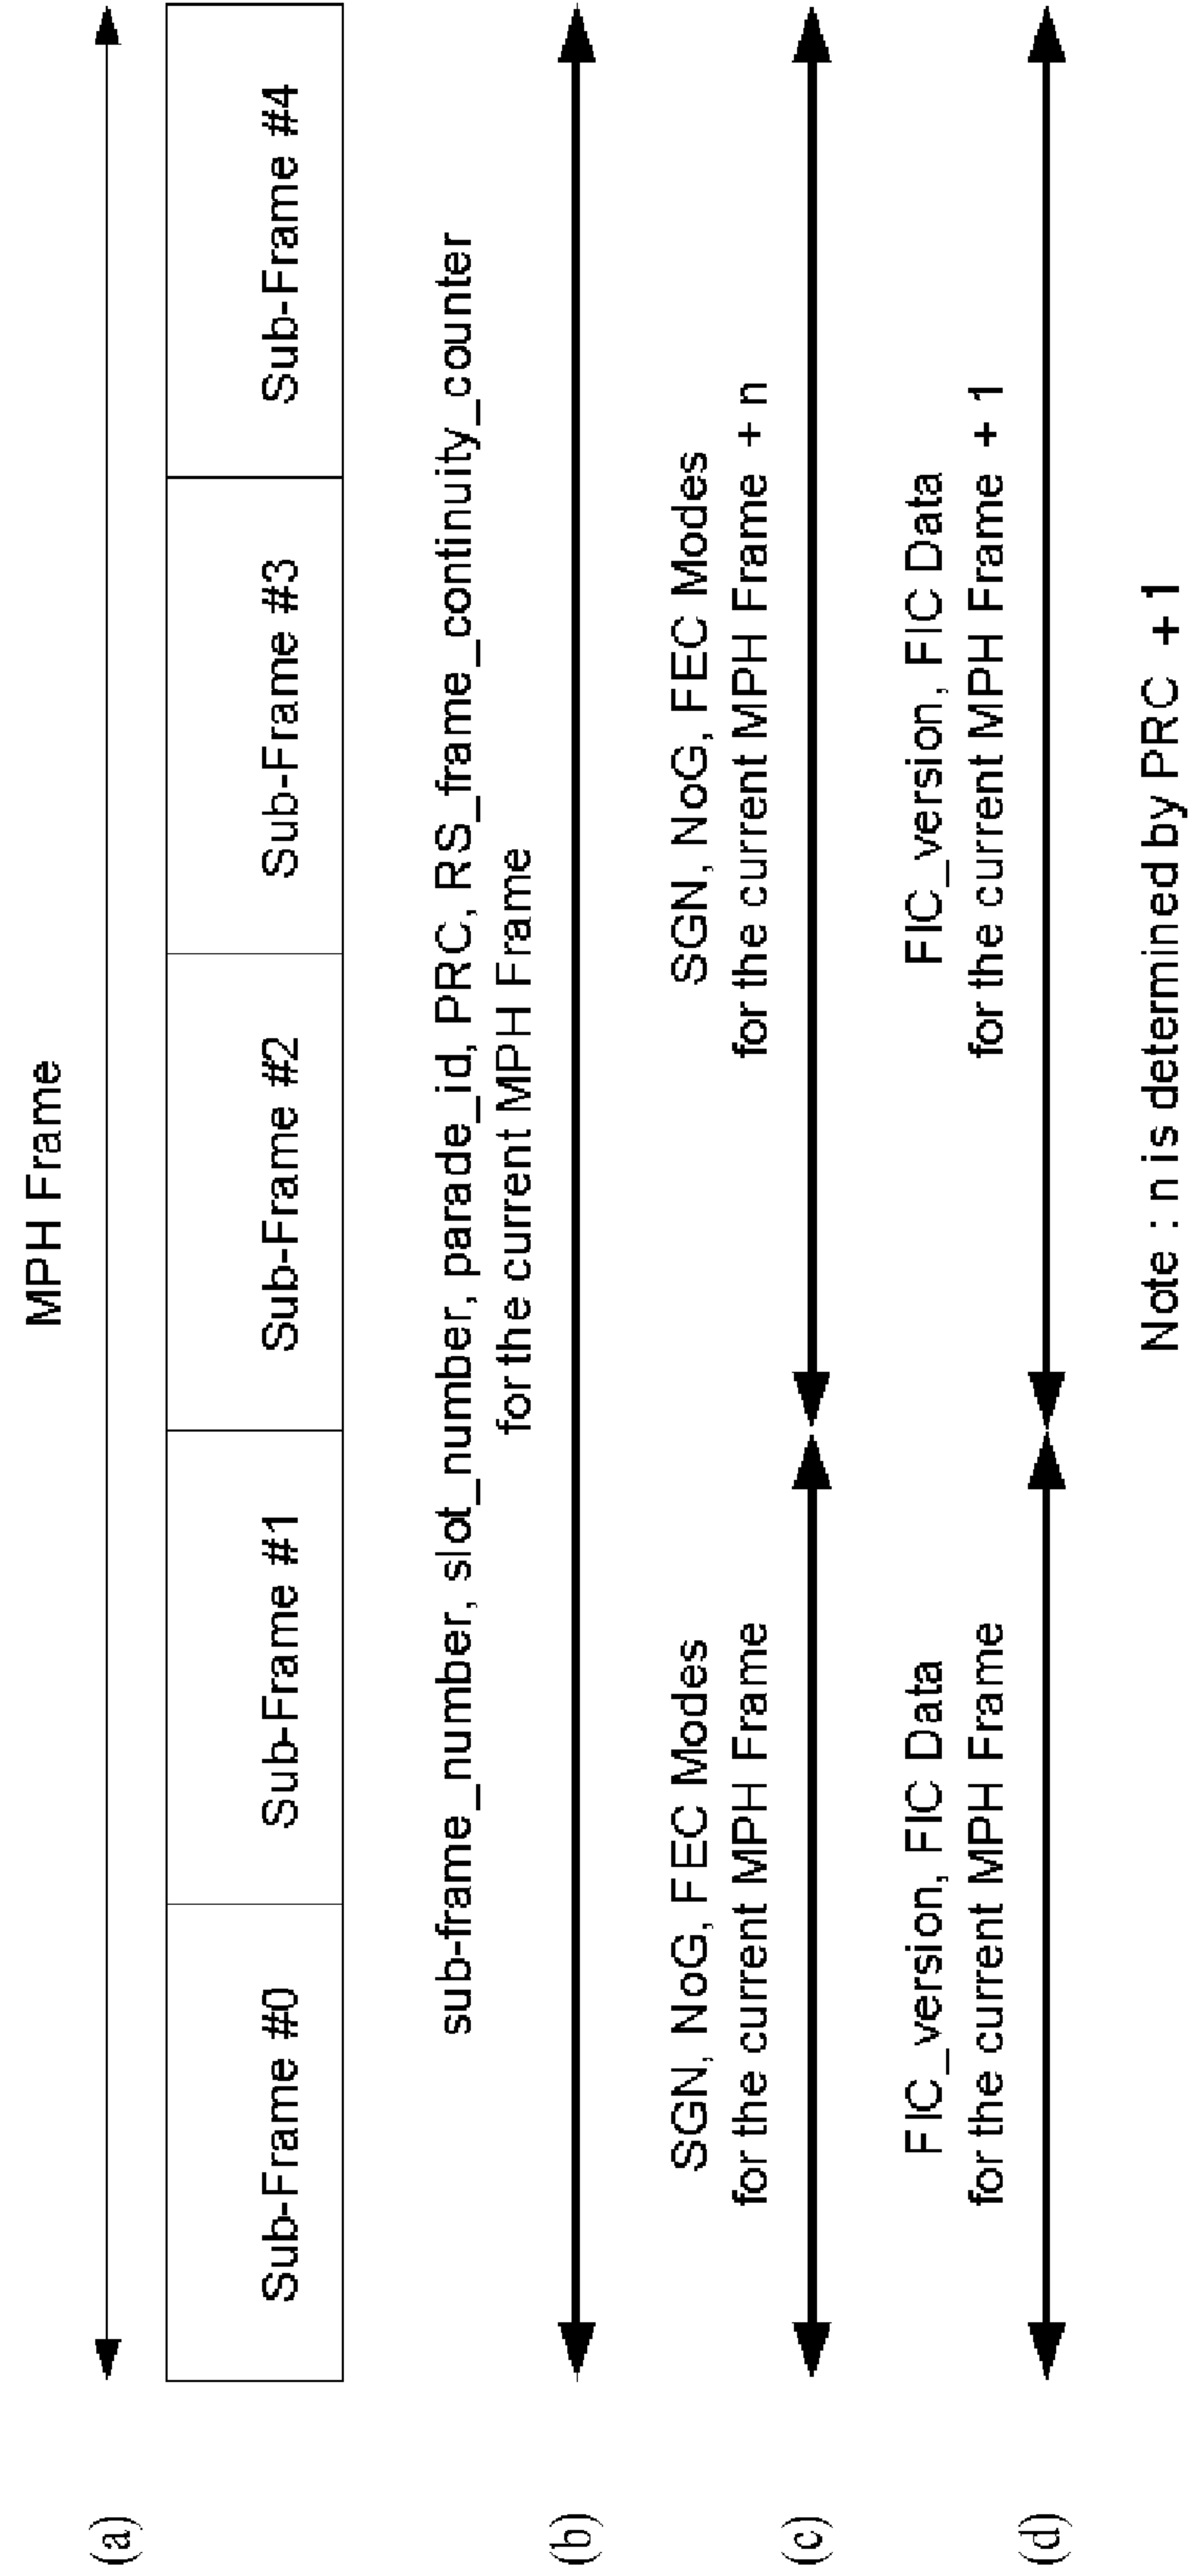 MPH Frame
(a)
Sub-Frame #0 Sub-Frame #1 Sub-Frame #2 Sub-Frame #3 Sub-Frame #4
sub-frame_number, slot_number, parade_id, PRC, RS_frame_continuity_counter
for the current MPH Frame
(b)
SGN, NoG, FEC Modes SGN, NoG, FEC Modes
for the current MPH Frame for the current MPH Frame + n
(c)
FIC_version, FIC Data FIC_version, FIC Data
for the current MPH Frame for the current MPH Frame + 1
(d)
Note : n is determined by PRC + 1